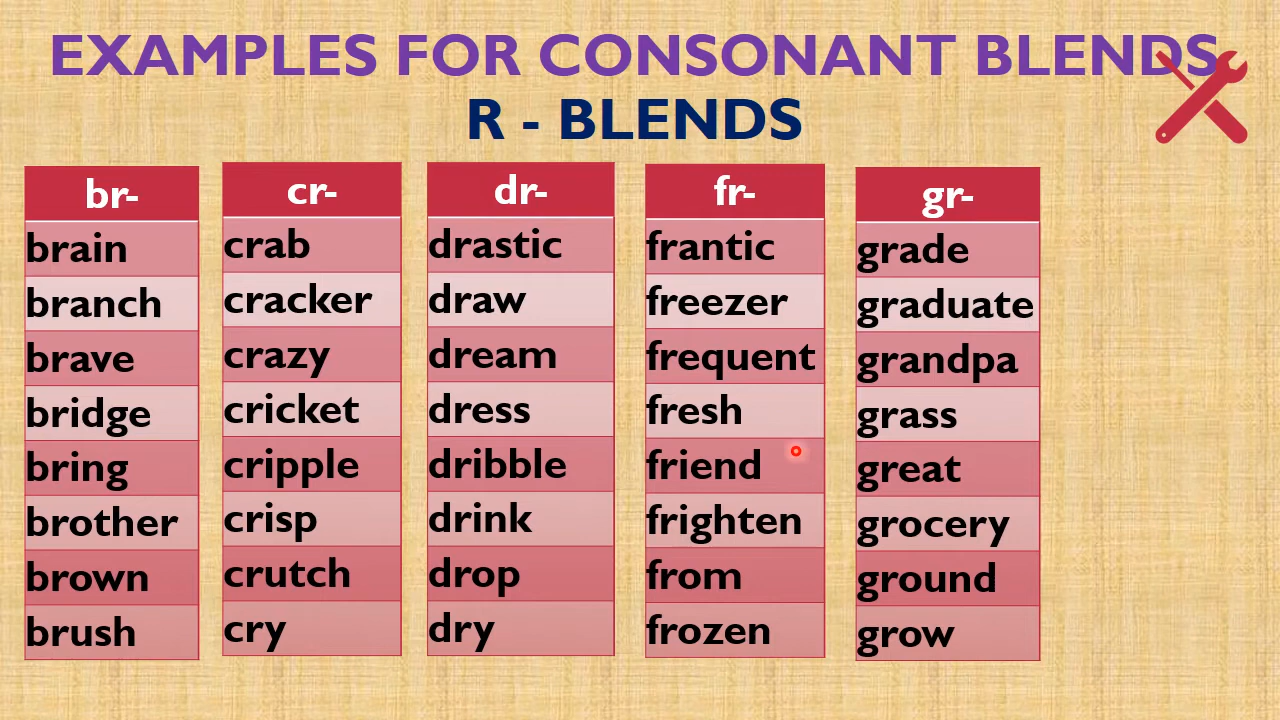 EXAMPLES FOR CONSONANT BLENDS
R - BLENDS
br-
brain
branch
brave
bridge
bring
brother
brown
brush
cr-
crab
cracker
crazy
cricket
cripple
crisp
crutch
cry
dr-
drastic
draw
dream
dress
dribble
drink
drop
dry
fr-
frantic
freezer
frequent
fresh
friend
frighten
from
frozen
gr-
grade
graduate
grandpa
grass
great
grocery
ground
grow